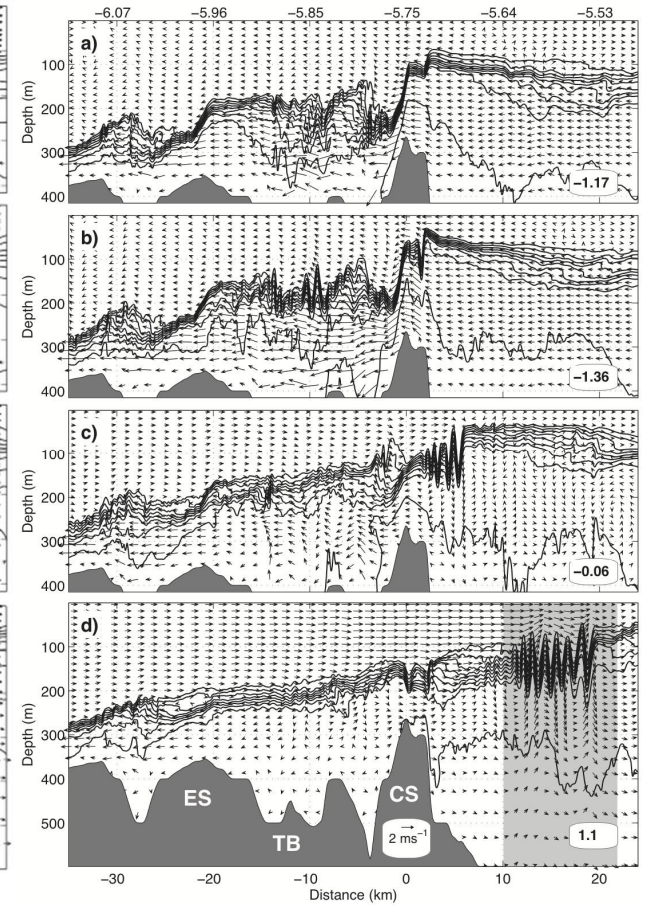 −6.07 −5.96 −5.85 −5.75 −5.64 −5.53
a)
100
200
300
400
Depth (m)
−1.17
b)
100
200
300
400
Depth (m)
−1.36
c)
100
200
300
400
Depth (m)
−0.06
d)
100
200
300
400
500
Depth (m)
ES
TB
CS
2 ms⁻¹
1.1
−30 −20 −10 0 10 20
Distance (km)